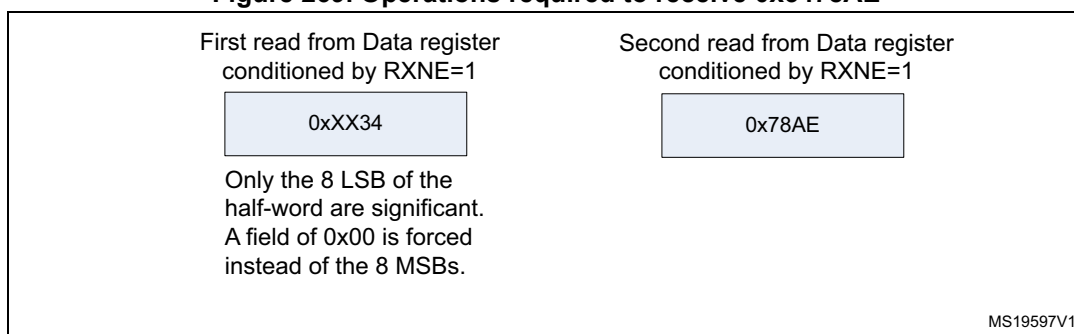 First read from Data register
conditioned by RXNE=1
0xXX34
Only the 8 LSB of the
half-word are significant.
A field of 0x00 is forced
instead of the 8 MSBs.
Second read from Data register
conditioned by RXNE=1
0x78AE
MS19597V1